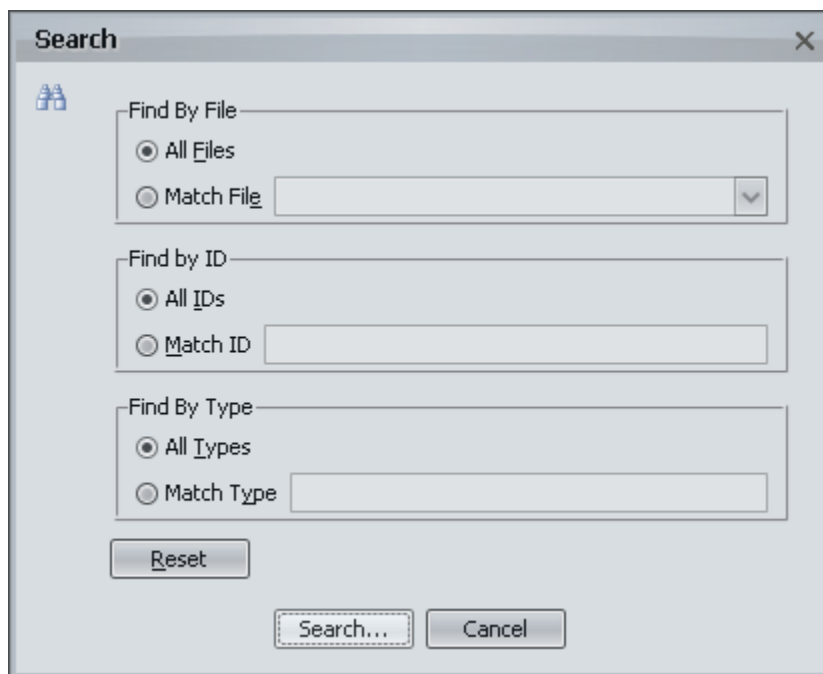 Search
Find By File
All Files
Match File
Find by ID
All IDs
Match ID
Find By Type
All Types
Match Type
Reset
Search...
Cancel